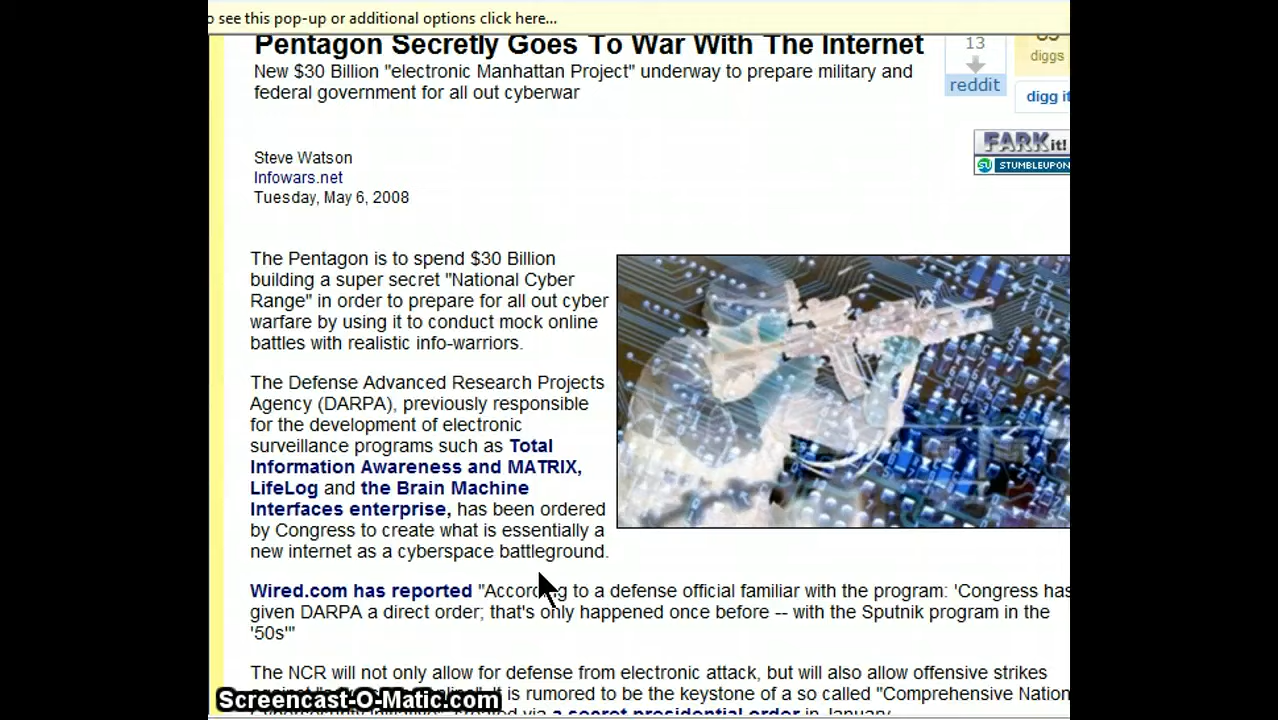 o see this pop-up or additional options click here...
Pentagon Secretly Goes To War With The Internet
New $30 Billion "electronic Manhattan Project" underway to prepare military and
federal government for all out cyberwar
13
reddit
diggs
digg it
FARK it!
STUMBLEUPON
Steve Watson
Infowars.net
Tuesday, May 6, 2008
The Pentagon is to spend $30 Billion
building a super secret "National Cyber
Range" in order to prepare for all out cyber
warfare by using it to conduct mock online
battles with realistic info-warriors.
The Defense Advanced Research Projects
Agency (DARPA), previously responsible
for the development of electronic
surveillance programs such as Total
Information Awareness and MATRIX,
LifeLog and the Brain Machine
Interfaces enterprise, has been ordered
by Congress to create what is essentially a
new internet as a cyberspace battleground.
Wired.com has reported "According to a defense official familiar with the program: 'Congress has
given DARPA a direct order; that's only happened once before -- with the Sputnik program in the
'50s'"
The NCR will not only allow for defense from electronic attack, but will also allow offensive strikes
it is rumored to be the keystone of a so called "Comprehensive Nation
a secret presidential order in January
Screencast-O-Matic.com